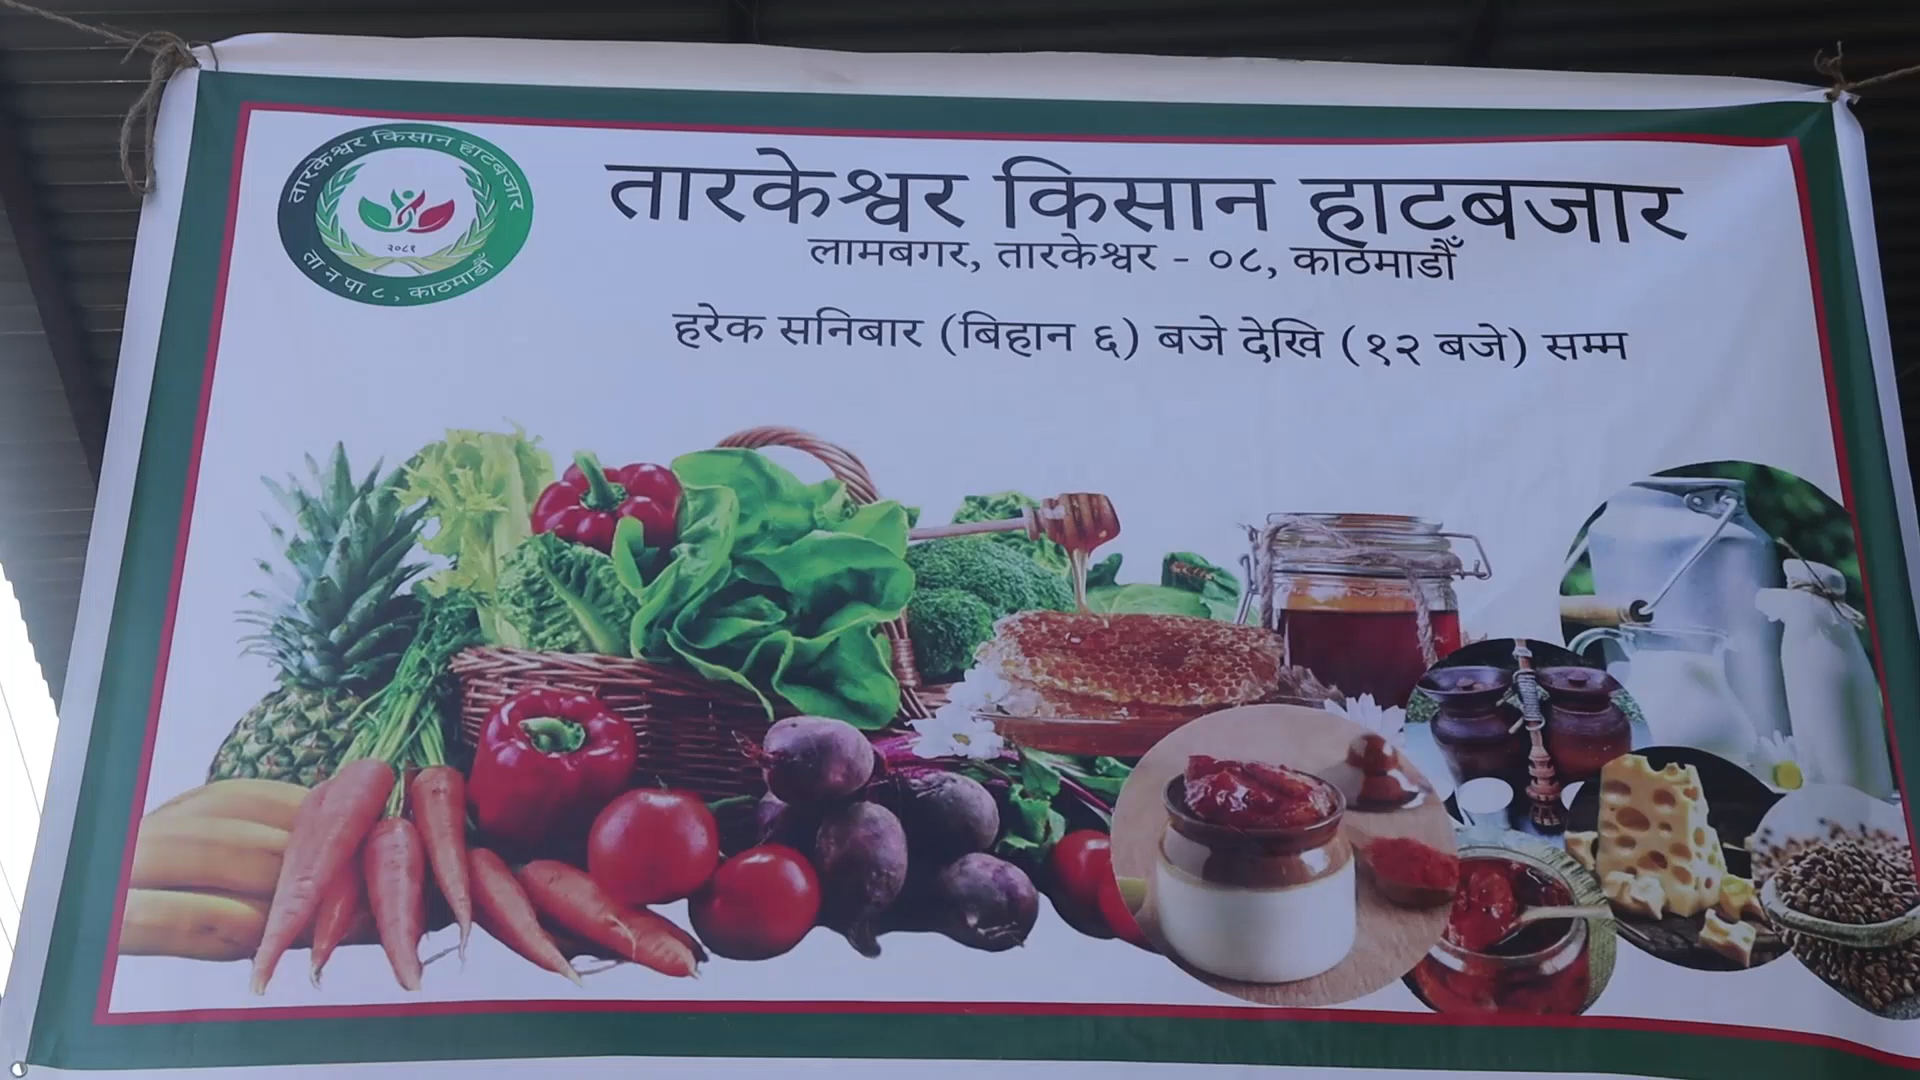 तारकेश्वर किसान हाटबजार
२०८१
ता न पा ८ , काठमाडौँ
तारकेश्वर किसान हाटबजार
लामबगर, तारकेश्वर - ०८, काठमाडौँ
हरेक सनिबार (बिहान ६) बजे देखि (१२ बजे) सम्म